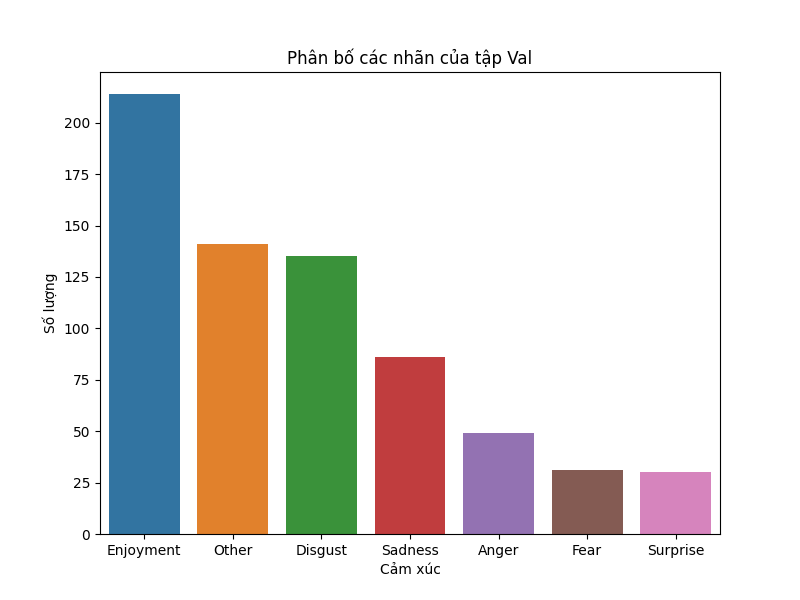 Phân bố các nhãn của tập Val
Số lượng
200
175
150
125
100
75
50
25
0
Enjoyment Other Disgust Sadness Anger Fear Surprise
Cảm xúc